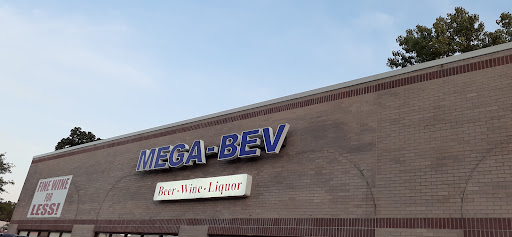 MEGA-BEV
Beer-Wine-Liquor
FINE WINE
FOR
LESS!